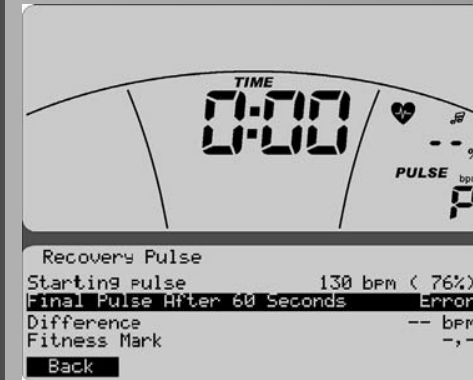 TIME
0:00
--%
PULSE bpm
P
Recovery Pulse
Starting pulse 130 bpm ( 76%)
Final Pulse After 60 Seconds Error
Difference -- bpm
Fitness Mark -,-
Back